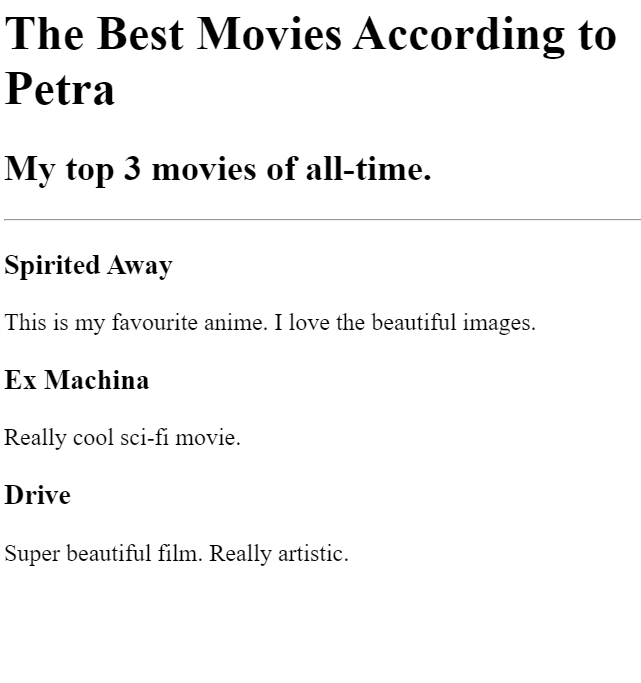 The Best Movies According to
Petra
My top 3 movies of all-time.
Spirited Away
This is my favourite anime. I love the beautiful images.
Ex Machina
Really cool sci-fi movie.
Drive
Super beautiful film. Really artistic.